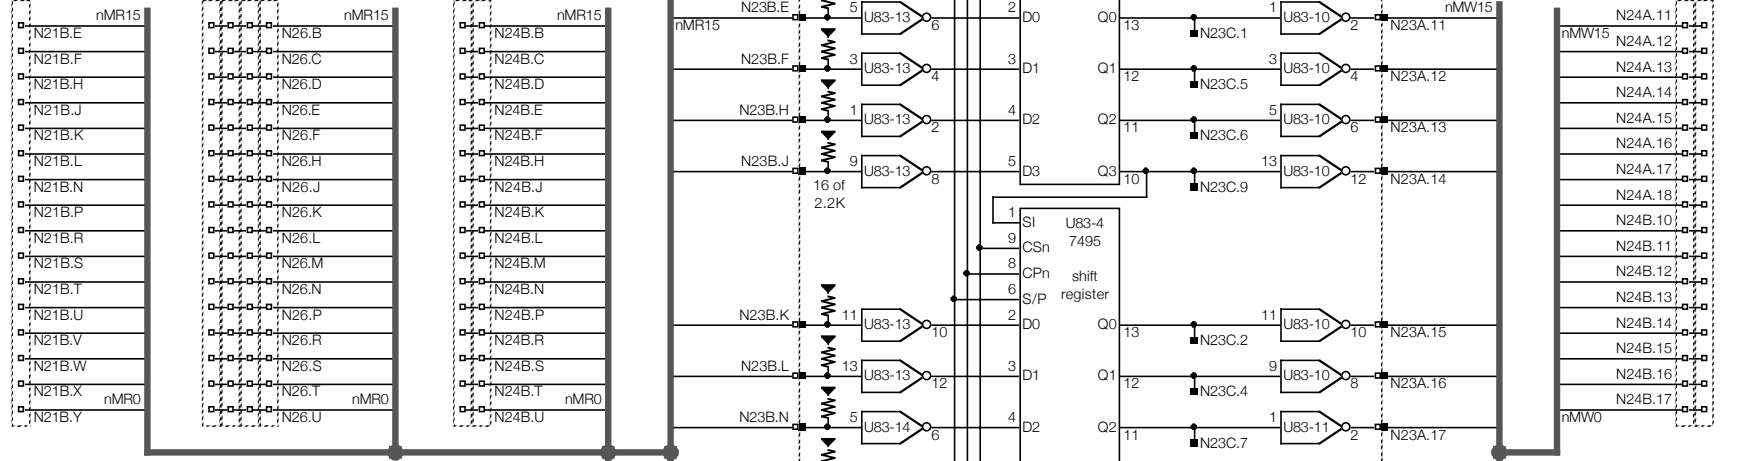 nMR15
N21B.E
N21B.F
N21B.H
N21B.J
N21B.K
N21B.L
N21B.N
N21B.P
N21B.R
N21B.S
N21B.T
N21B.U
N21B.V
N21B.W
N21B.X
nMR0
N21B.Y
nMR15
N26.B
N26.C
N26.D
N26.E
N26.F
N26.H
N26.J
N26.K
N26.L
N26.M
N26.N
N26.P
N26.R
N26.S
N26.T
nMR0
N26.U
nMR15
N24B.B
N24B.C
N24B.D
N24B.E
N24B.F
N24B.H
N24B.J
N24B.K
N24B.L
N24B.M
N24B.N
N24B.P
N24B.R
N24B.S
N24B.T
nMR0
N24B.U
nMR15
N23B.E 5 U83-13 6 2 D0 Q0 13 N23C.1 1 U83-10 2 N23A.11
N23B.F 3 U83-13 4 3 D1 Q1 12 N23C.5 3 U83-10 4 N23A.12
N23B.H 1 U83-13 2 4 D2 Q2 11 N23C.6 5 U83-10 6 N23A.13
N23B.J 9 U83-13 8 5 D3 Q3 10 N23C.9 13 U83-10 12 N23A.14
16 of
2.2K
1 SI U83-4
7495
9 CSn
8 CPn shift
register
6 S/P
N23B.K 11 U83-13 10 2 D0 Q0 13 N23C.2 11 U83-10 10 N23A.15
N23B.L 13 U83-13 12 3 D1 Q1 12 N23C.4 9 U83-10 8 N23A.16
N23B.N 5 U83-14 6 4 D2 Q2 11 N23C.7 1 U83-11 2 N23A.17
nMW15
nMW15
N24A.11
N24A.12
N24A.13
N24A.14
N24A.15
N24A.16
N24A.17
N24A.18
N24B.10
N24B.11
N24B.12
N24B.13
N24B.14
N24B.15
N24B.16
N24B.17
nMW0